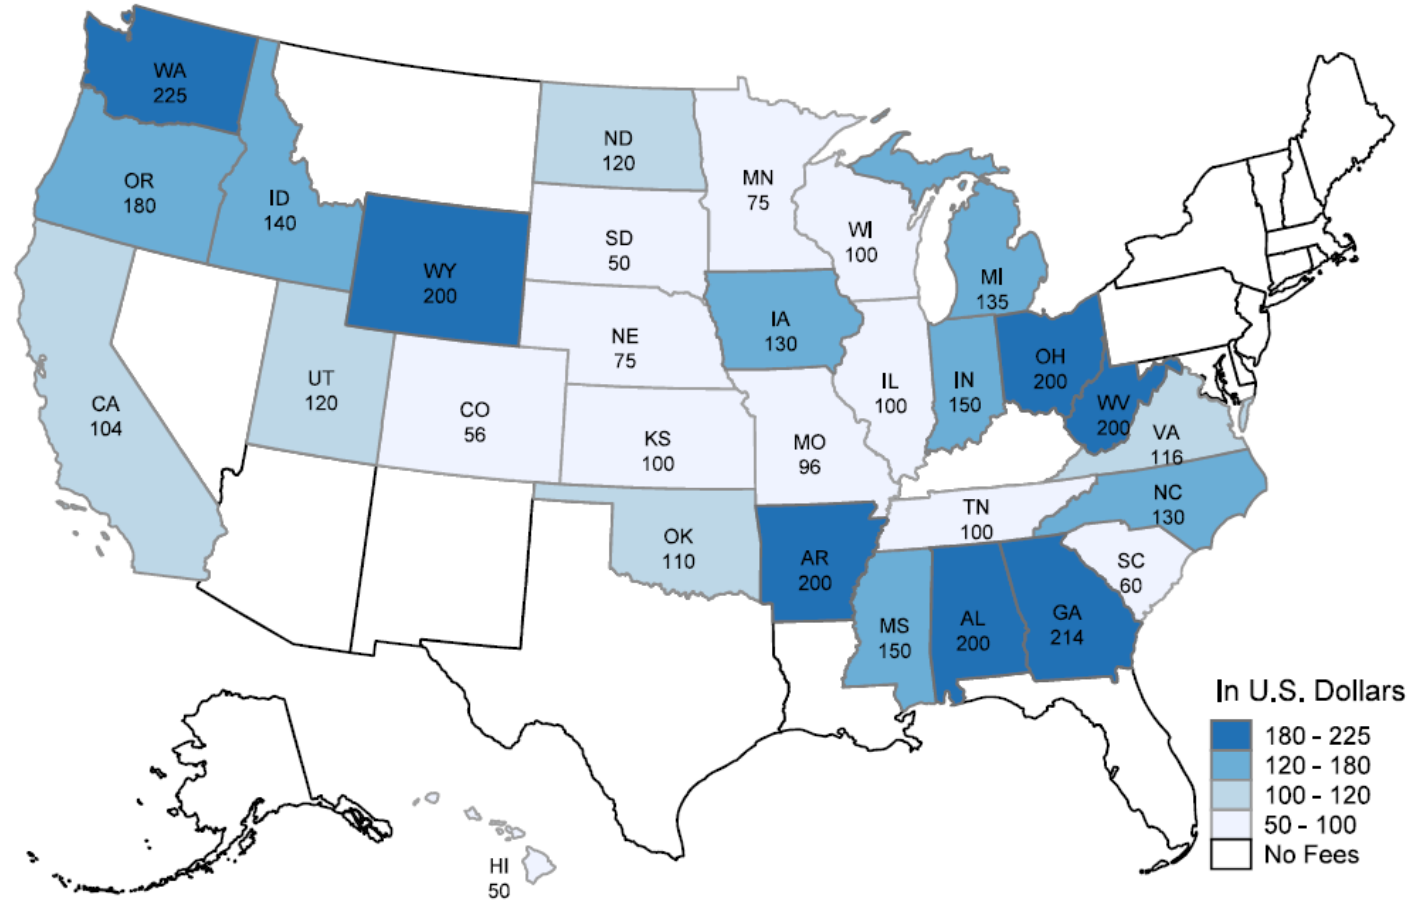 WA
225
OR
180
ID
140
WY
200
ND
120
SD
50
MN
75
WI
100
MI
135
NE
75
IA
130
CA
104
UT
120
CO
56
KS
100
MO
96
IL
100
IN
150
OH
200
WV
200
VA
116
OK
110
AR
200
TN
100
NC
130
SC
60
MS
150
AL
200
GA
214
HI
50
In U.S. Dollars
180 - 225
120 - 180
100 - 120
50 - 100
No Fees